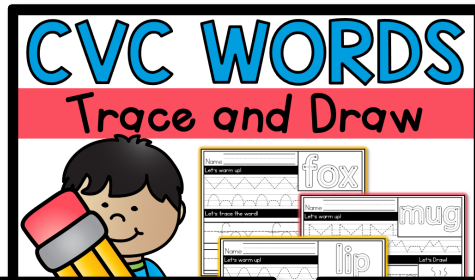 CVC WORDS
Trace and Draw
Name
Let's warm up!
fox
Let's trace the word!
Name
Let's warm up!
mug
Name
Let's warm up!
lip
Let's Draw!